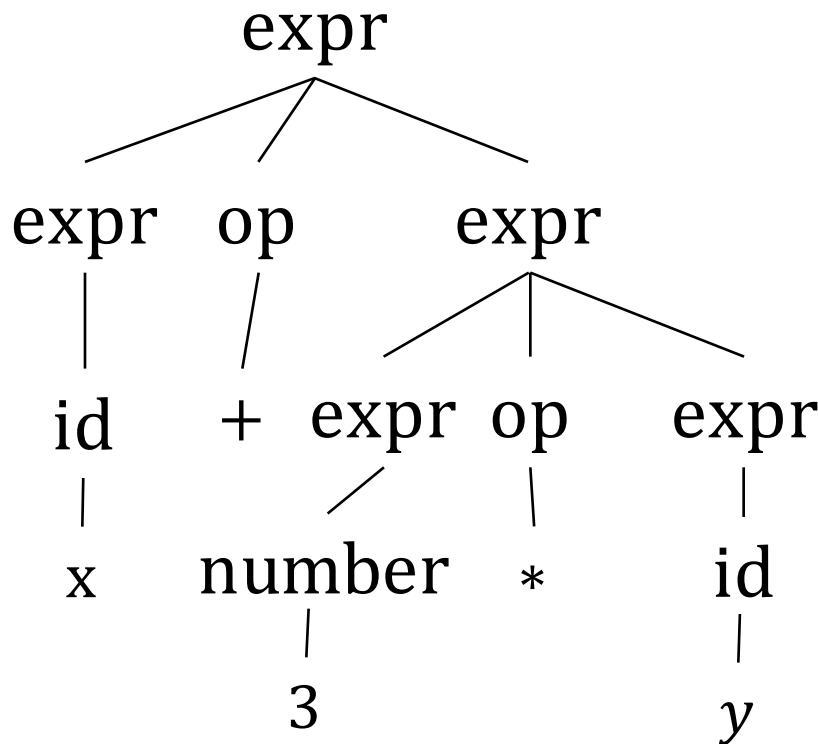 expr
expr op expr
id + expr op expr
x number * id
3 y